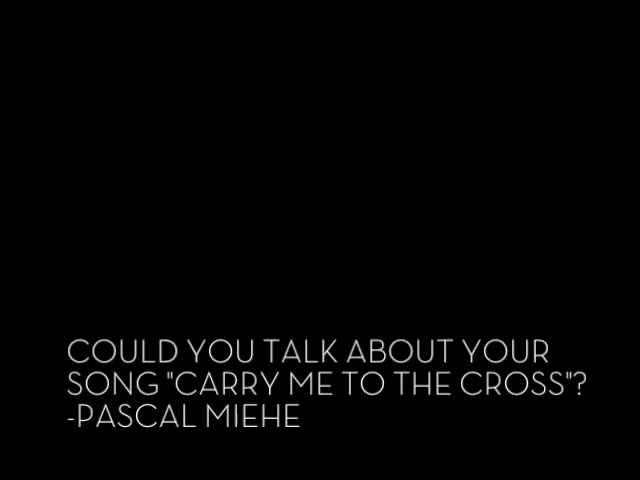 COULD YOU TALK ABOUT YOUR
SONG "CARRY ME TO THE CROSS"?
-PASCAL MIEHE